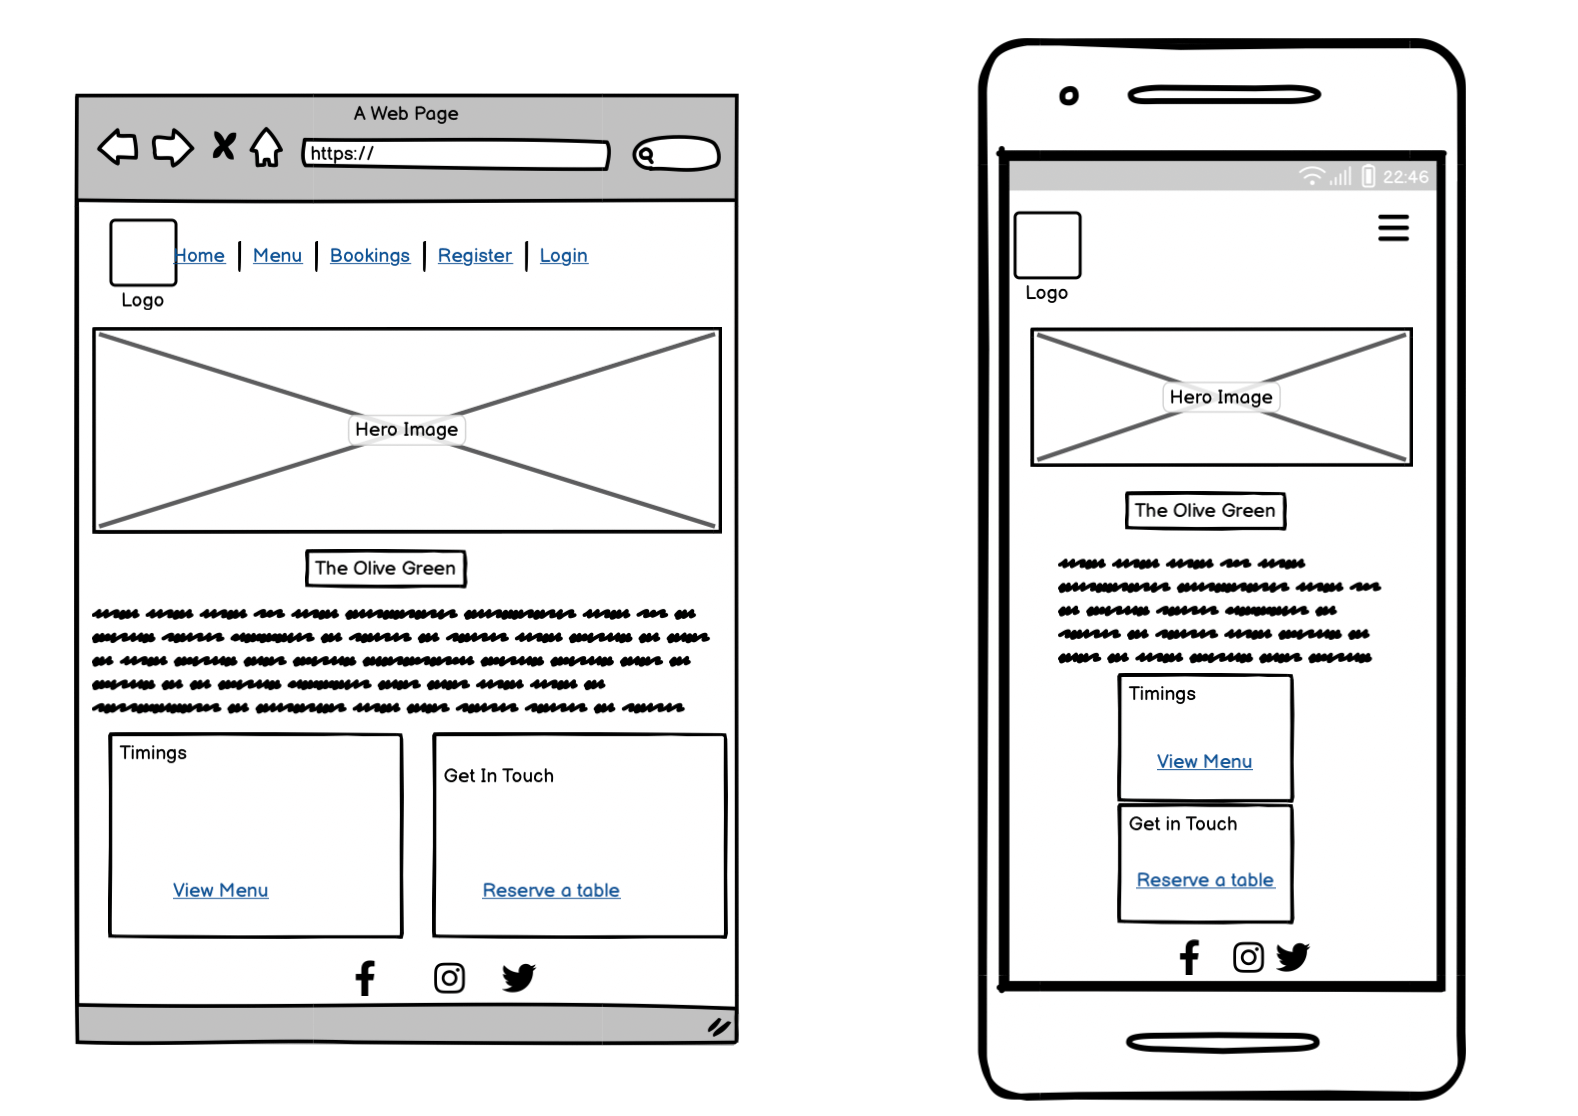 A Web Page
https://
Home | Menu | Bookings | Register | Login
Logo
Hero Image
The Olive Green
Timings
View Menu
Get In Touch
Reserve a table
22:46
Logo
Hero Image
The Olive Green
Timings
View Menu
Get in Touch
Reserve a table